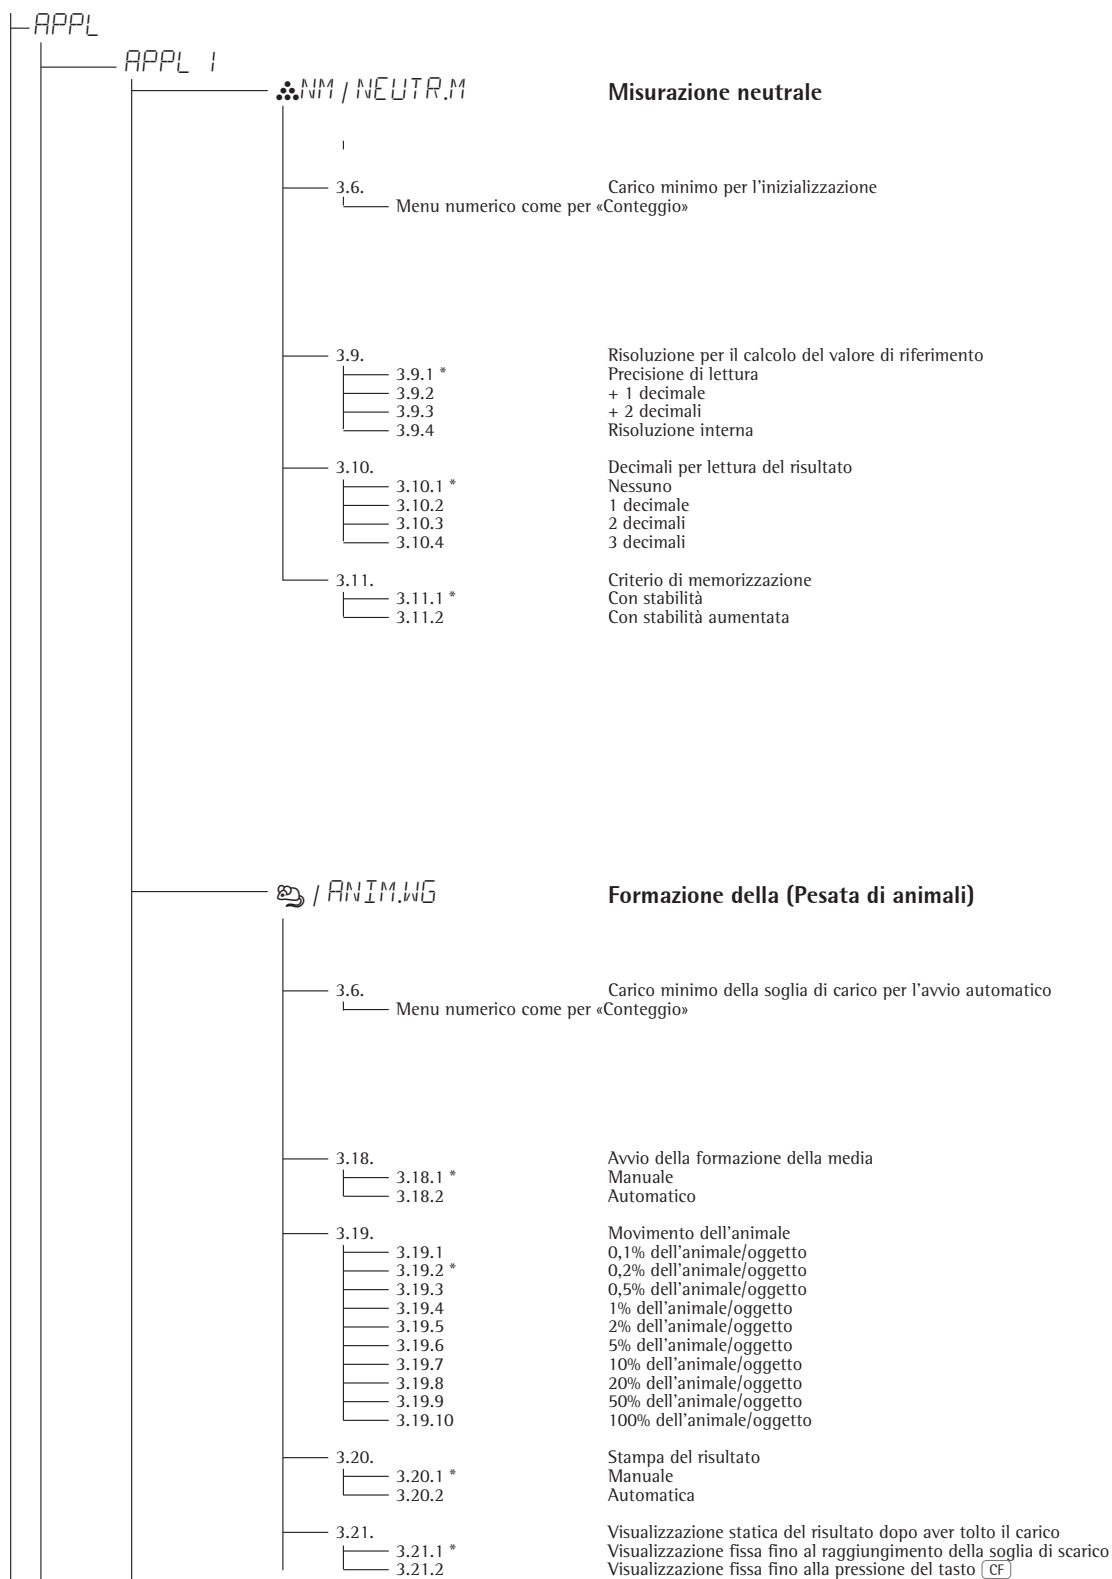 APPL
APPL 1
NM / NEUTR.M Misurazione neutrale
3.6. Carico minimo per l'inizializzazione
Menu numerico come per «Conteggio»
3.9. Risoluzione per il calcolo del valore di riferimento
3.9.1 * Precisione di lettura
3.9.2 + 1 decimale
3.9.3 + 2 decimali
3.9.4 Risoluzione interna
3.10. Decimali per lettura del risultato
3.10.1 * Nessuno
3.10.2 1 decimale
3.10.3 2 decimali
3.10.4 3 decimali
3.11. Criterio di memorizzazione
3.11.1 * Con stabilità
3.11.2 Con stabilità aumentata
/ ANIM.WG Formazione della (Pesata di animali)
3.6. Carico minimo della soglia di carico per l'avvio automatico
Menu numerico come per «Conteggio»
3.18. Avvio della formazione della media
3.18.1 * Manuale
3.18.2 Automatico
3.19. Movimento dell'animale
3.19.1 0,1% dell'animale/oggetto
3.19.2 * 0,2% dell'animale/oggetto
3.19.3 0,5% dell'animale/oggetto
3.19.4 1% dell'animale/oggetto
3.19.5 2% dell'animale/oggetto
3.19.6 5% dell'animale/oggetto
3.19.7 10% dell'animale/oggetto
3.19.8 20% dell'animale/oggetto
3.19.9 50% dell'animale/oggetto
3.19.10 100% dell'animale/oggetto
3.20. Stampa del risultato
3.20.1 * Manuale
3.20.2 Automatica
3.21. Visualizzazione statica del risultato dopo aver tolto il carico
3.21.1 * Visualizzazione fissa fino al raggiungimento della soglia di scarico
3.21.2 Visualizzazione fissa fino alla pressione del tasto CF